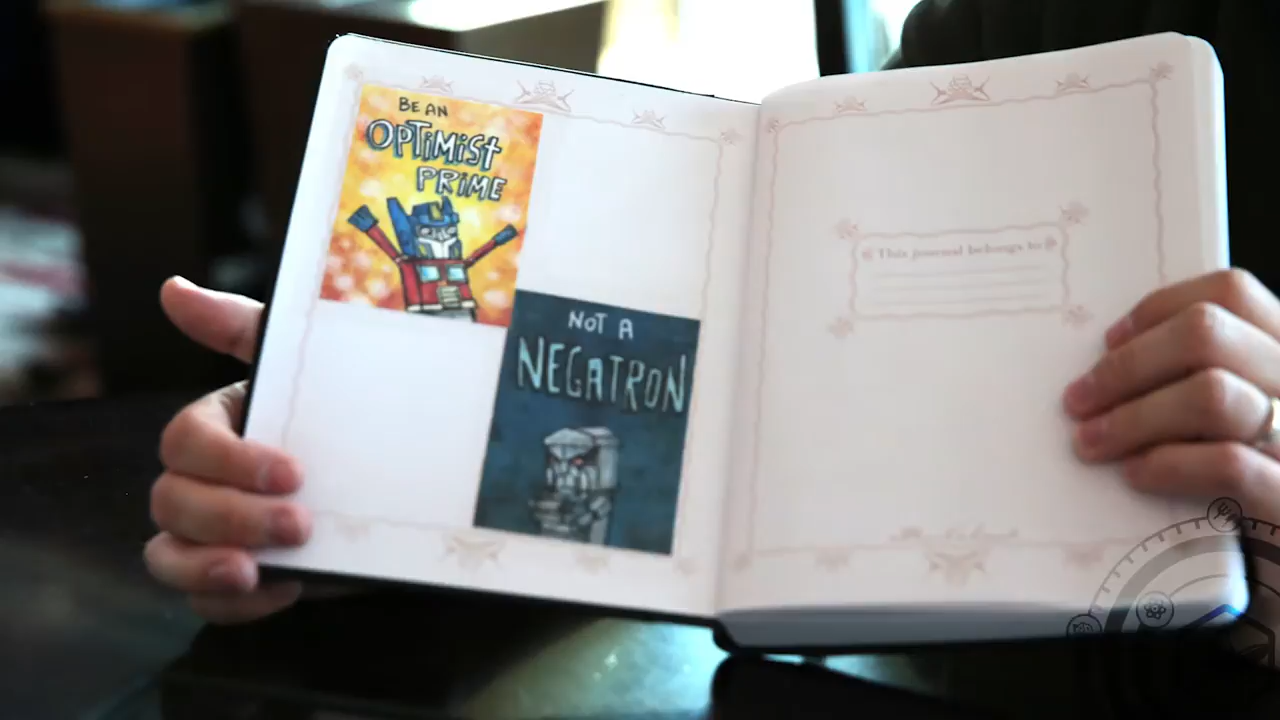 BE AN
OPTIMIST
PRIME
NOT A
NEGATRON
This journal belongs to